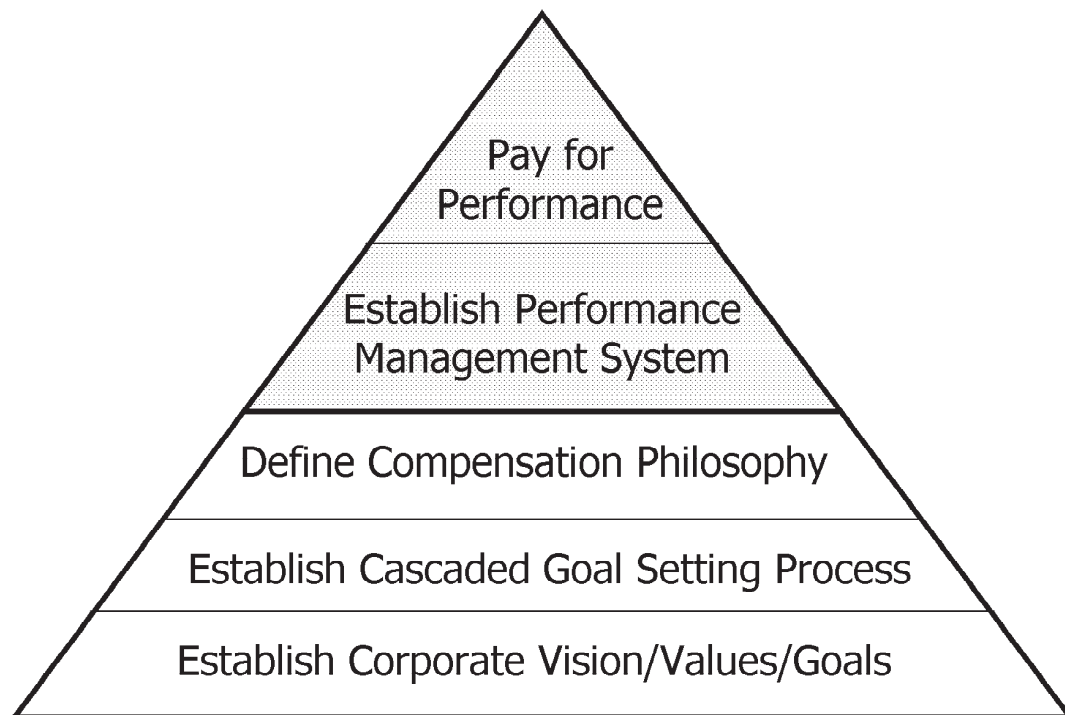 Pay for
Performance
Establish Performance
Management System
Define Compensation Philosophy
Establish Cascaded Goal Setting Process
Establish Corporate Vision/Values/Goals